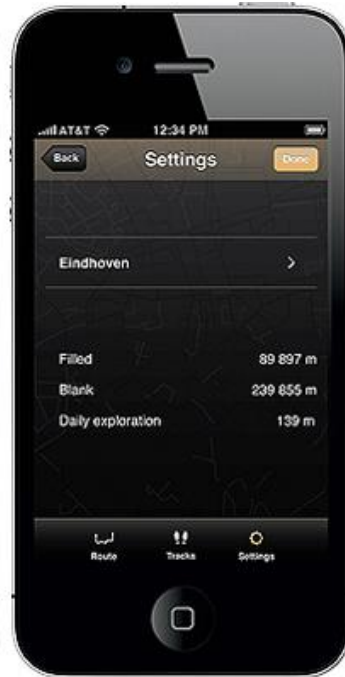 AT&T 12:34 PM
Back Settings Done
Eindhoven
Filled 89 897 m
Blank 239 855 m
Daily exploration 139 m
Route Tracks Settings